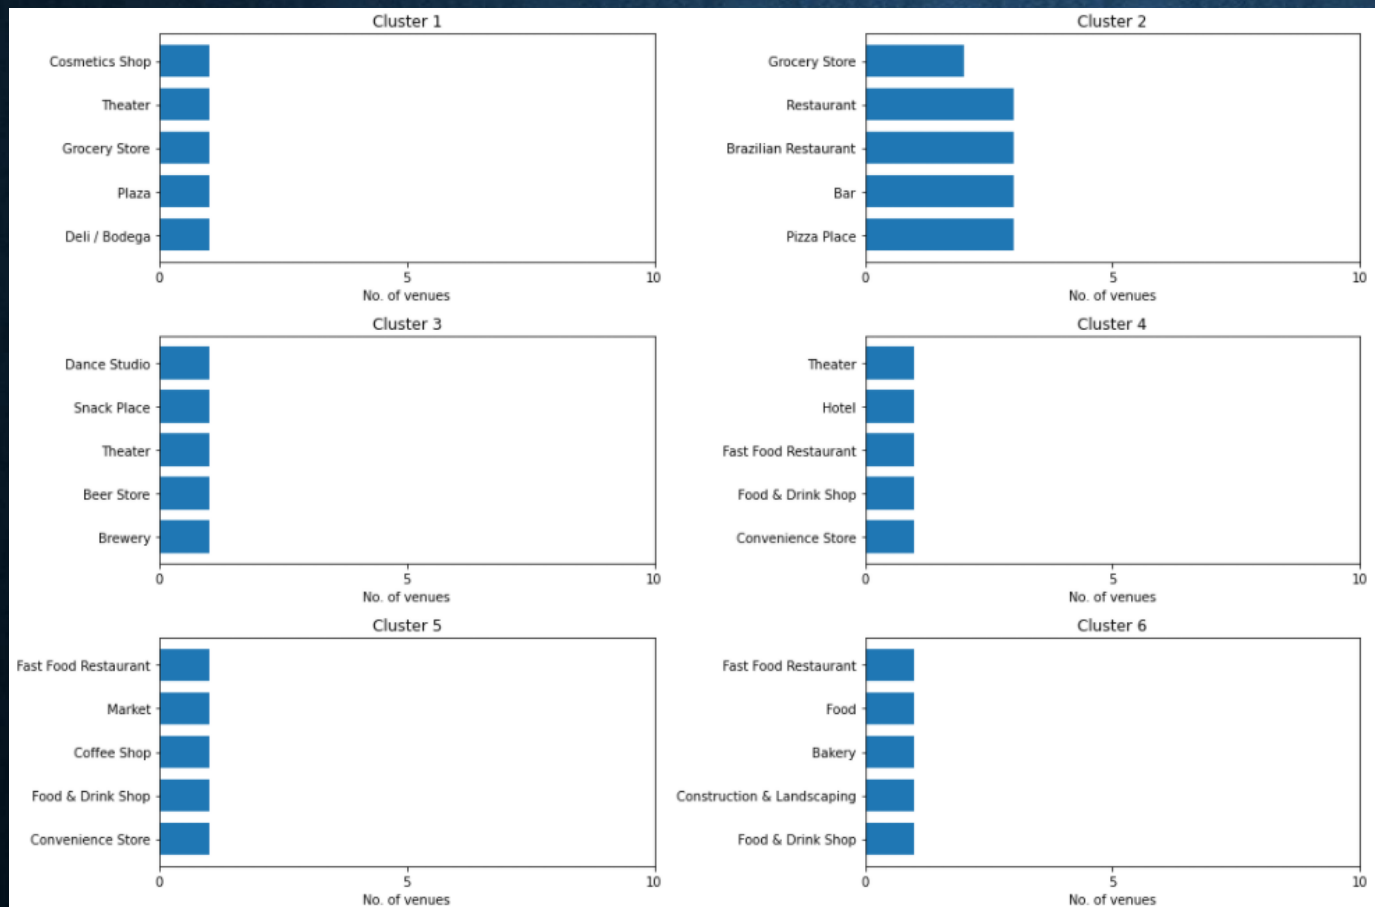 Cluster 1
Cosmetics Shop
Theater
Grocery Store
Plaza
Deli / Bodega
0 5 10
No. of venues
Cluster 2
Grocery Store
Restaurant
Brazilian Restaurant
Bar
Pizza Place
0 5 10
No. of venues
Cluster 3
Dance Studio
Snack Place
Theater
Beer Store
Brewery
0 5 10
No. of venues
Cluster 4
Theater
Hotel
Fast Food Restaurant
Food & Drink Shop
Convenience Store
0 5 10
No. of venues
Cluster 5
Fast Food Restaurant
Market
Coffee Shop
Food & Drink Shop
Convenience Store
0 5 10
No. of venues
Cluster 6
Fast Food Restaurant
Food
Bakery
Construction & Landscaping
Food & Drink Shop
0 5 10
No. of venues